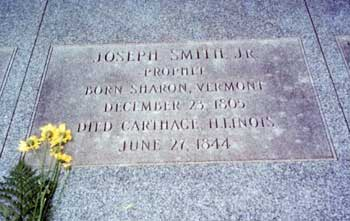 JOSEPH SMITH, JR.
PROPHET
BORN SHARON, VERMONT
DECEMBER 23, 1805
DIED CARTHAGE, ILLINOIS
JUNE 27, 1844